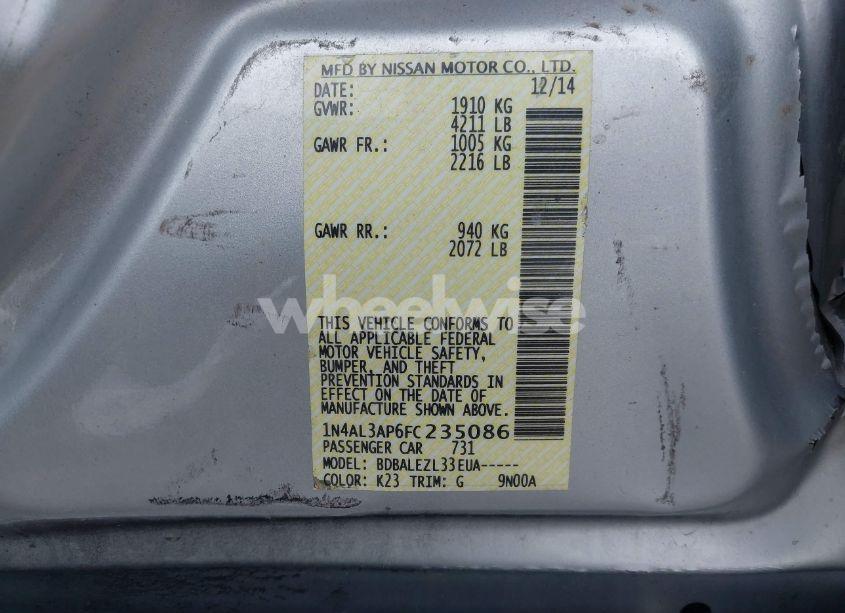 MFD BY NISSAN MOTOR CO., LTD.
DATE: 12/14
GVWR: 1910 KG
4211 LB
GAWR FR.: 1005 KG
2216 LB
GAWR RR.: 940 KG
2072 LB
wheelwise
THIS VEHICLE CONFORMS TO
ALL APPLICABLE FEDERAL
MOTOR VEHICLE SAFETY,
BUMPER, AND THEFT
PREVENTION STANDARDS IN
EFFECT ON THE DATE OF
MANUFACTURE SHOWN ABOVE.
1N4AL3AP6FC235086
PASSENGER CAR 731
MODEL: BDBALEZL33EUA-----
COLOR: K23 TRIM: G 9N00A